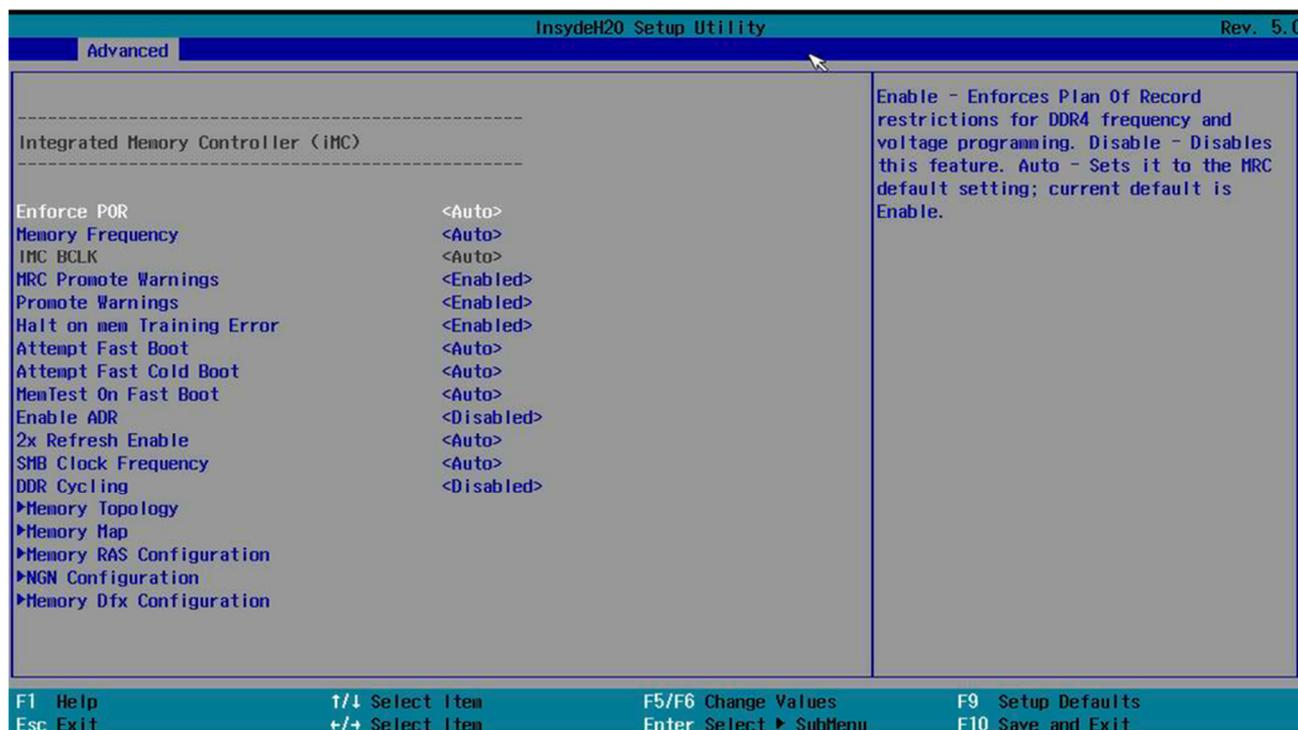 InsydeH20 Setup Utility Rev. 5.0
Advanced
--------------------------------------------------
Integrated Memory Controller (iMC)
--------------------------------------------------
Enforce POR <Auto>
Memory Frequency <Auto>
IMC BCLK <Auto>
MRC Promote Warnings <Enabled>
Promote Warnings <Enabled>
Halt on mem Training Error <Enabled>
Attempt Fast Boot <Auto>
Attempt Fast Cold Boot <Auto>
MemTest On Fast Boot <Auto>
Enable ADR <Disabled>
2x Refresh Enable <Auto>
SMB Clock Frequency <Auto>
DDR Cycling <Disabled>
►Memory Topology
►Memory Map
►Memory RAS Configuration
►NGN Configuration
►Memory Dfx Configuration
Enable - Enforces Plan Of Record
restrictions for DDR4 frequency and
voltage programming. Disable - Disables
this feature. Auto - Sets it to the MRC
default setting; current default is
Enable.
F1 Help ↑/↓ Select Item F5/F6 Change Values F9 Setup Defaults
Esc Exit ←/→ Select Item Enter Select ► SubMenu F10 Save and Exit